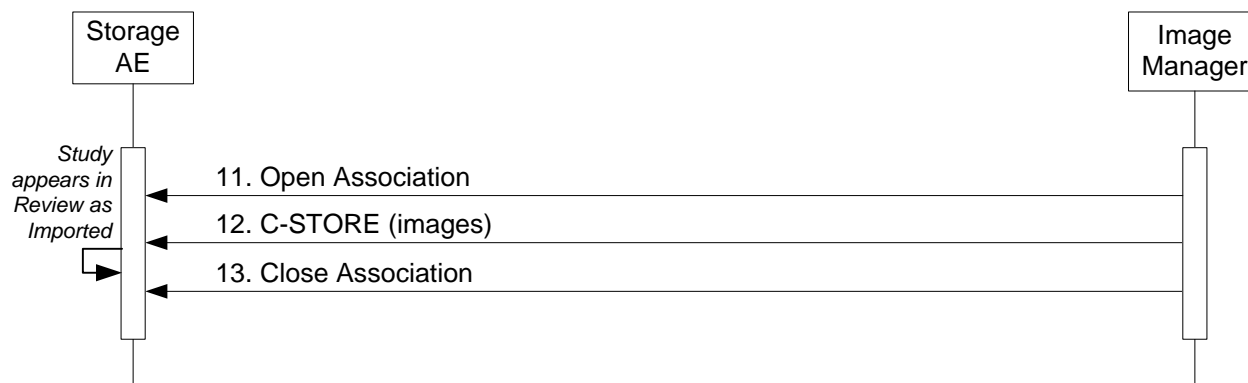 Storage
AE
Image
Manager
Study
appears in
Review as
Imported
11. Open Association
12. C-STORE (images)
13. Close Association